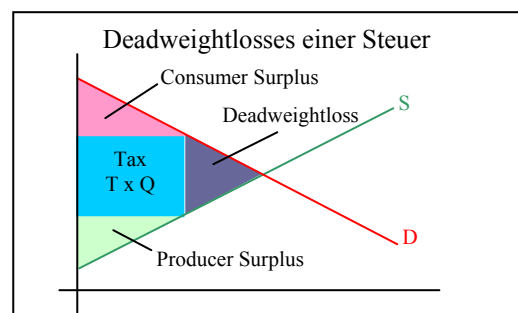 Deadweightlosses einer Steuer
Consumer Surplus
S
Deadweightloss
Tax
T x Q
D
Producer Surplus